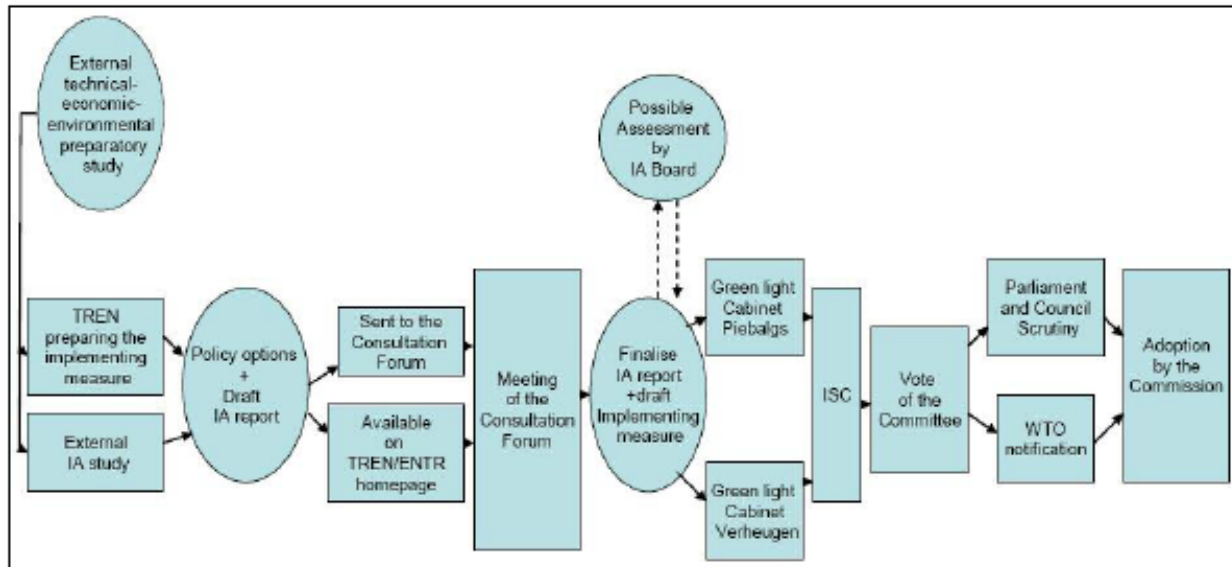 External
technical-
economic-
environmental
preparatory
study
TREN
preparing the
implementing
measure
External
IA study
Policy options
+
Draft
IA report
Sent to the
Consultation
Forum
Available
on
TREN/ENTR
homepage
Meeting
of the
Consultation
Forum
Possible
Assessment
by
IA Board
Finalise
IA report
+draft
Implementing
measure
Green light
Cabinet
Piebalgs
Green light
Cabinet
Verheugen
ISC
Vote
of the
Committee
Parliament
and Council
Scrutiny
WTO
notification
Adoption
by the
Commission